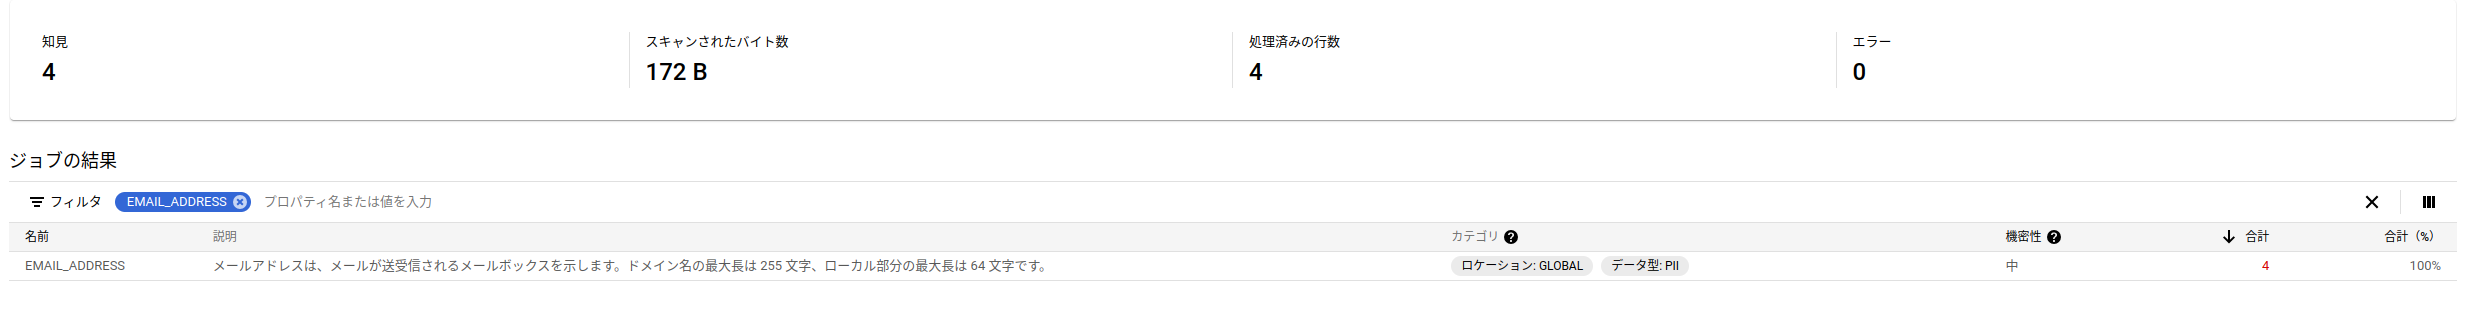 知見 スキャンされたバイト数 処理済みの行数 エラー
4 172 B 4 0
ジョブの結果
フィルタ EMAIL_ADDRESS プロパティ名または値を入力
名前 説明 カテゴリ 機密性 合計 合計（%）
EMAIL_ADDRESS メールアドレスは、メールが送受信されるメールボックスを示します。ドメイン名の最大長は 255 文字、ローカル部分の最大長は 64 文字です。 ロケーション: GLOBAL データ型: PII 中 4 100%